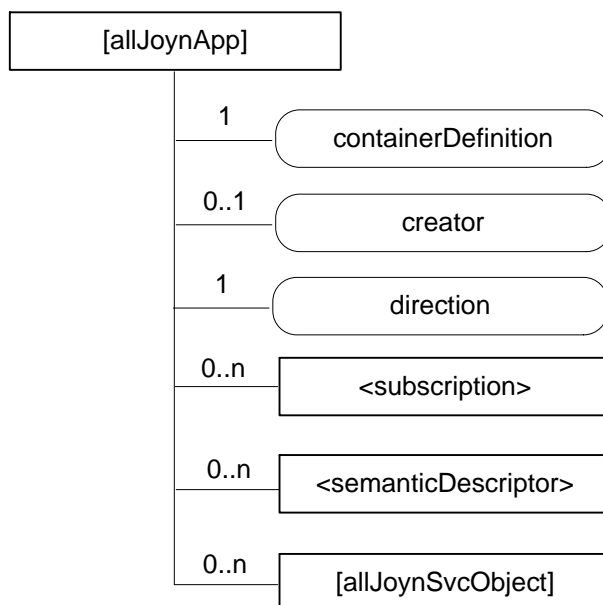 [allJoynApp]
1
containerDefinition
0..1
creator
1
direction
0..n
<subscription>
0..n
<semanticDescriptor>
0..n
[allJoynSvcObject]